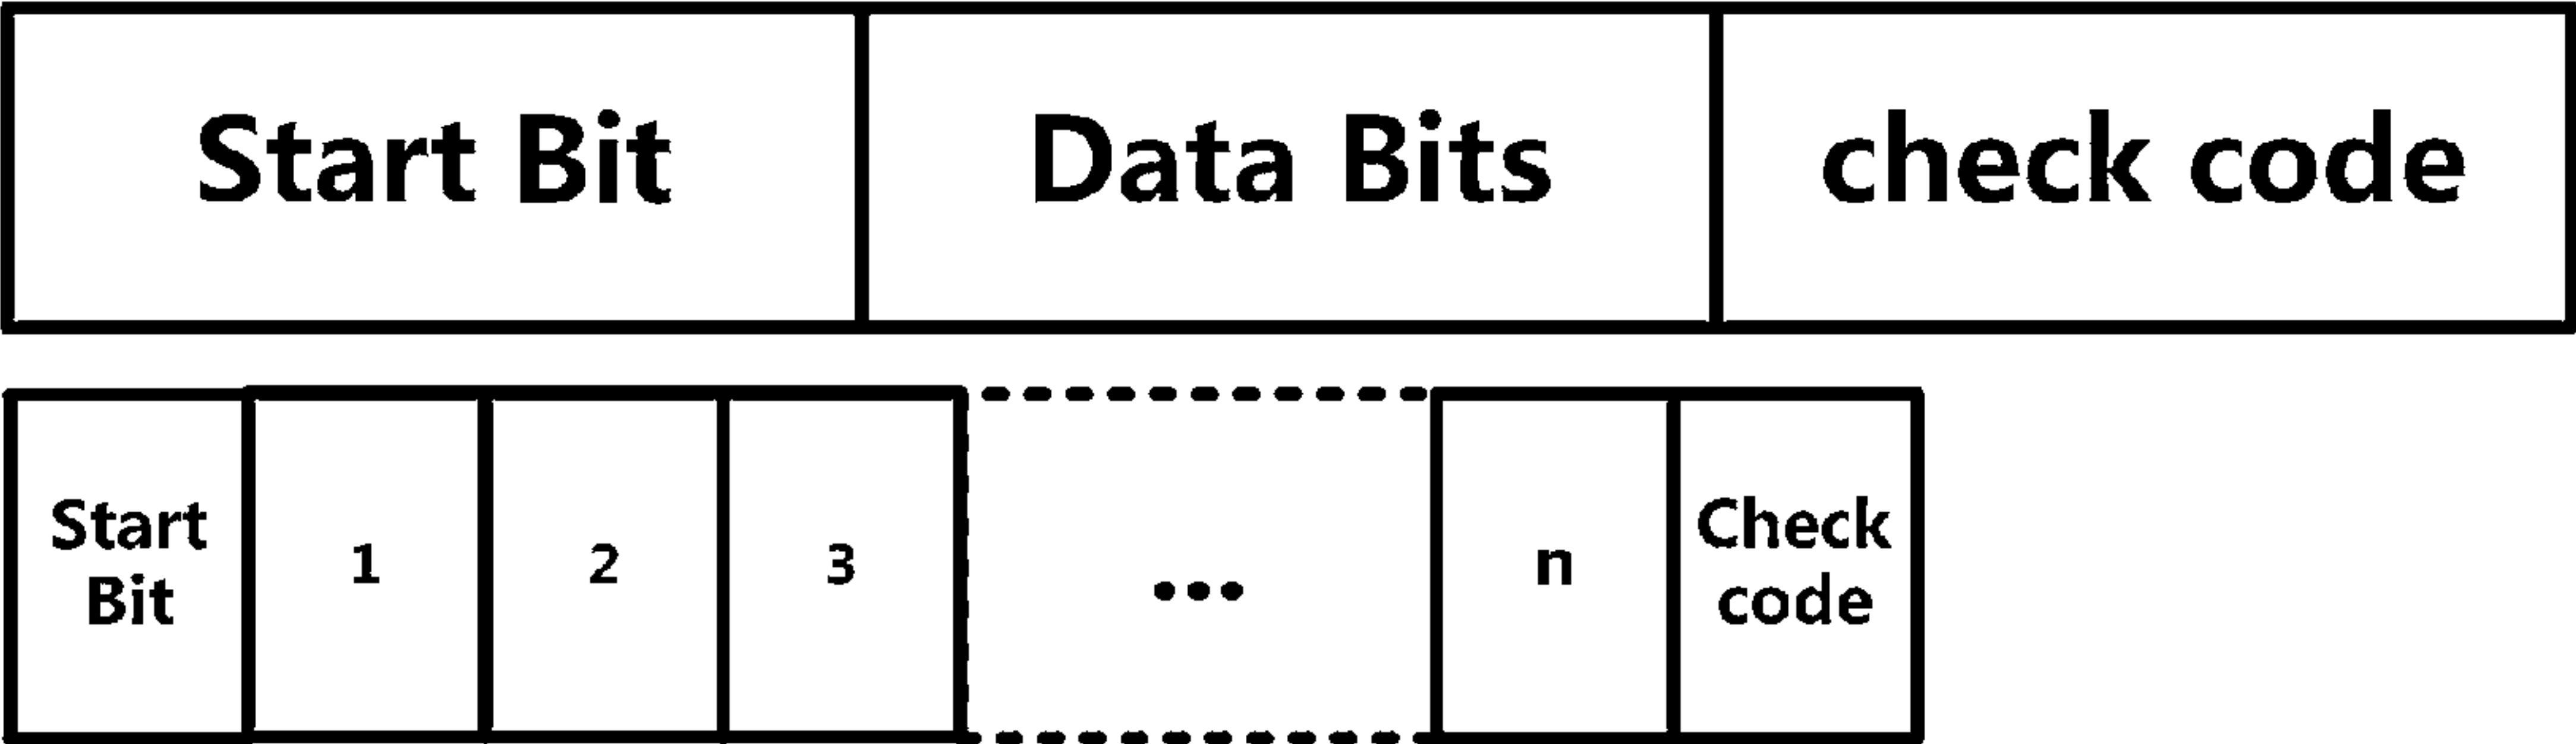 Start Bit
Data Bits
check code
Start
Bit
1
2
3
...
n
Check
code